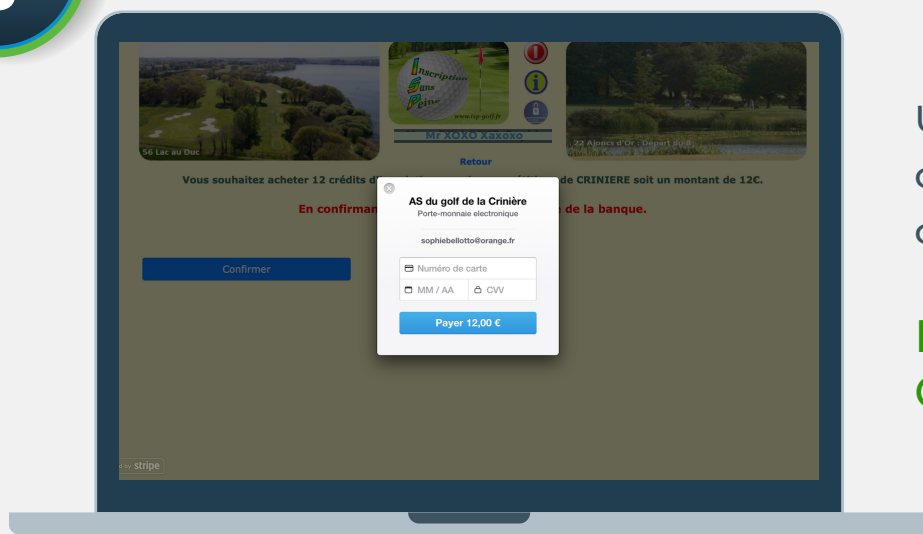 Inscription
Sans
Peine
www.isp-golf.fr
Mr XOXO Xaxoxo
56 Lac au Duc
22 Ajoncs d'Or : Départ du 8
Retour
Vous souhaitez acheter 12 crédits d' de CRINIERE soit un montant de 12€.
En confirman de la banque.
Confirmer
AS du golf de la Crinière
Porte-monnaie electronique
sophiebellotto@orange.fr
Numéro de carte
MM / AA
CVV
Payer 12,00 €
stripe